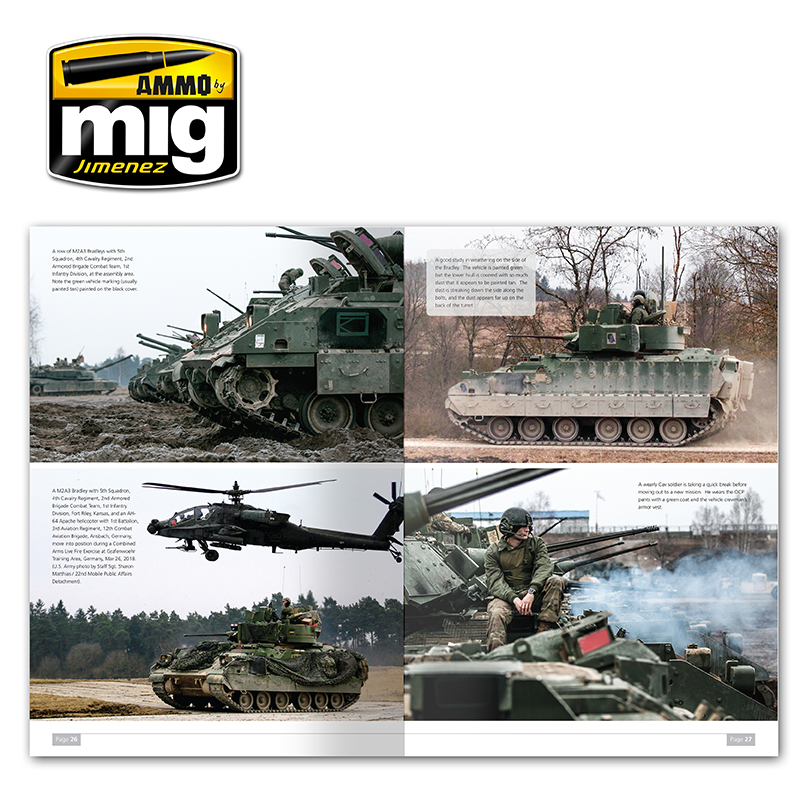 AMMO by
mig
Jimenez
A row of M2A3 Bradleys with 5th
Squadron, 4th Cavalry Regiment, 2nd
Armored Brigade Combat Team, 1st
Infantry Division, at the assembly area.
Note the green vehicle marking (usually
painted tan) painted on the black cover.
A good study in weathering on the side of
the Bradley. The vehicle is painted green
but the lower hull is covered with so much
dust that it appears to be painted tan. The
dust is streaking down the side along the
bolts, and the dust appears far up on the
back of the turret
A M2A3 Bradley with 5th Squadron,
4th Cavalry Regiment, 2nd Armored
Brigade Combat Team, 1st Infantry
Division, Fort Riley, Kansas, and an AH-
64 Apache helicopter with 1st Battalion,
3rd Aviation Regiment, 12th Combat
Aviation Brigade, Ansbach, Germany,
move into position during a Combined
Arms Live Fire Exercise at Grafenwoehr
Training Area, Germany, Mar 26, 2018.
(U.S. Army photo by Staff Sgt. Sharon
Matthias/ 22nd Mobile Public Affairs
Detachment).
A weary Cav soldier is taking a quick break before
moving out to a new mission. He wears the OCP
pants with a green coat and the vehicle crewman's
armor vest.
Page 26
Page 27